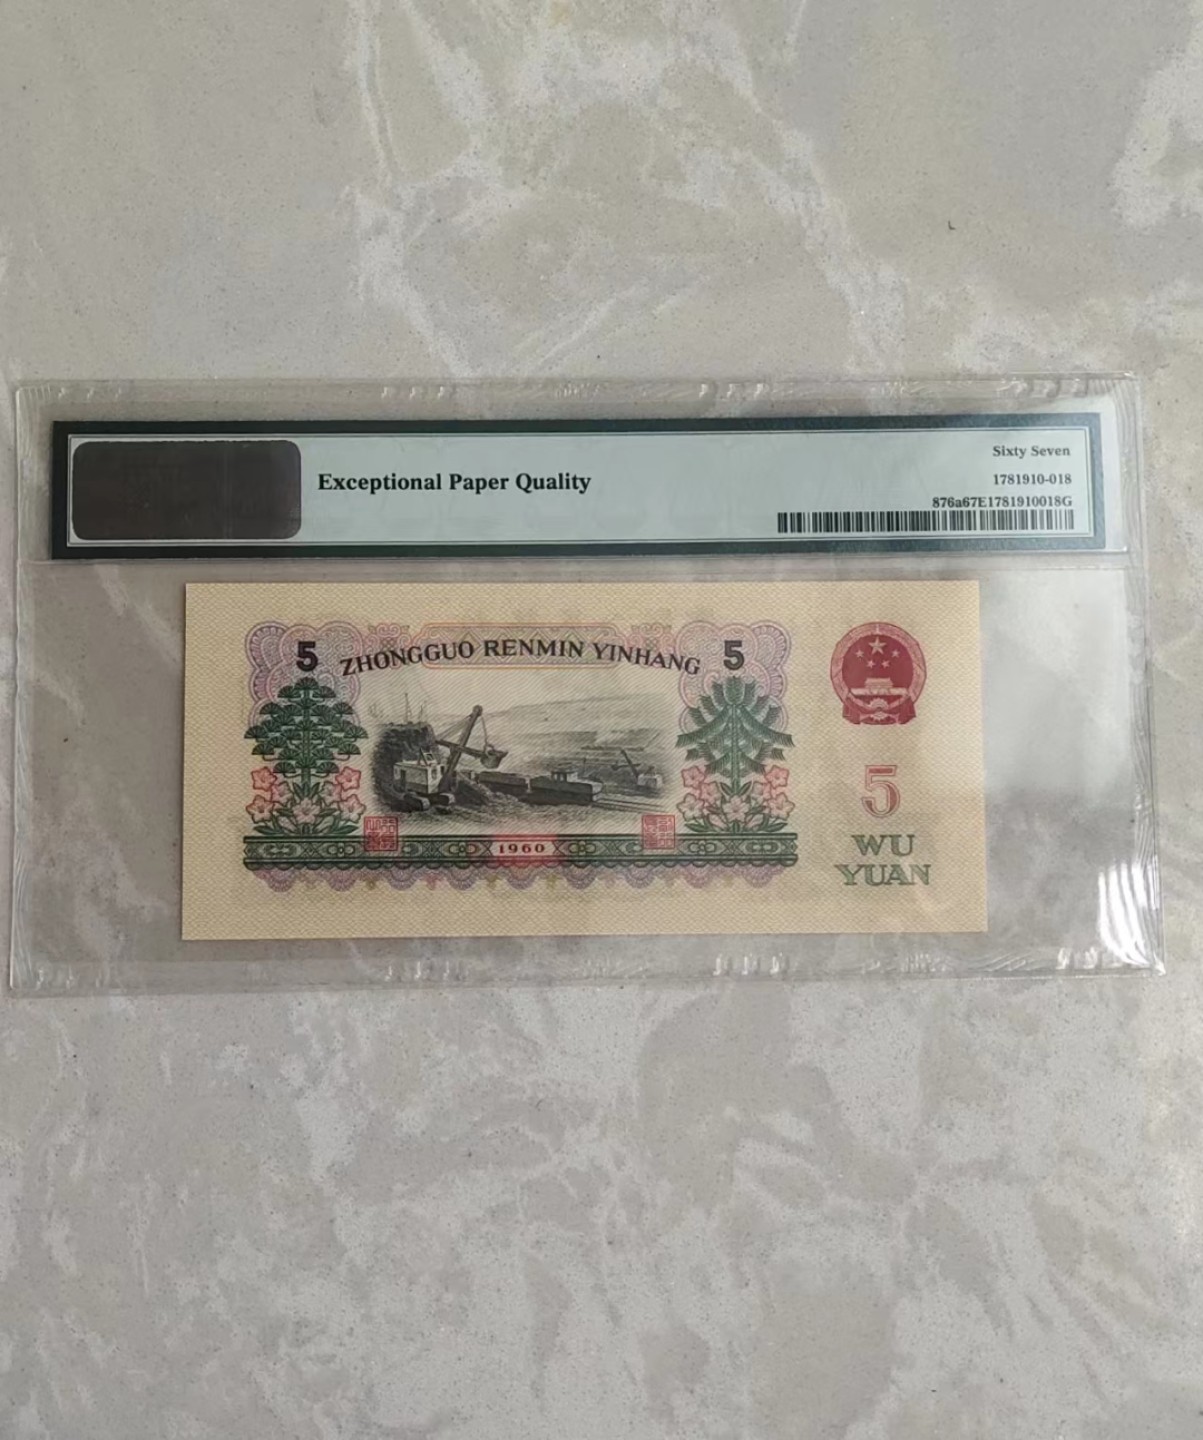 Exceptional Paper Quality
Sixty Seven
1781910-018
876a67E1781910018G
5 ZHONGGUO RENMIN YINHANG 5
5
WU
YUAN
1960